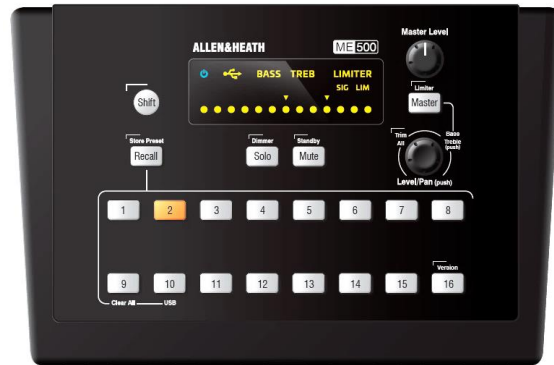 Master Level
ALLEN&HEATH ME 500
BASS TREB LIMITER
SIG LIM
Shift
Limiter
Master
Store Preset
Recall
Dimmer
Solo
Standby
Mute
Trim
All
Bass
Treble
(push)
Level/Pan (push)
1 2 3 4 5 6 7 8
Version
9 10 11 12 13 14 15 16
Clear All USB